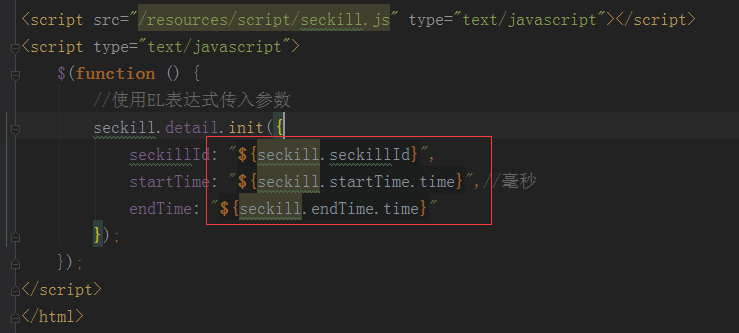 <script src="/resources/script/seckill.js" type="text/javascript"></script>
<script type="text/javascript">
$(function () {
//使用EL表达式传入参数
seckill.detail.init({
seckillId: "${seckill.seckillId}",
startTime: "${seckill.startTime.time}",//毫秒
endTime: "${seckill.endTime.time}"
});
});
</script>
</html>